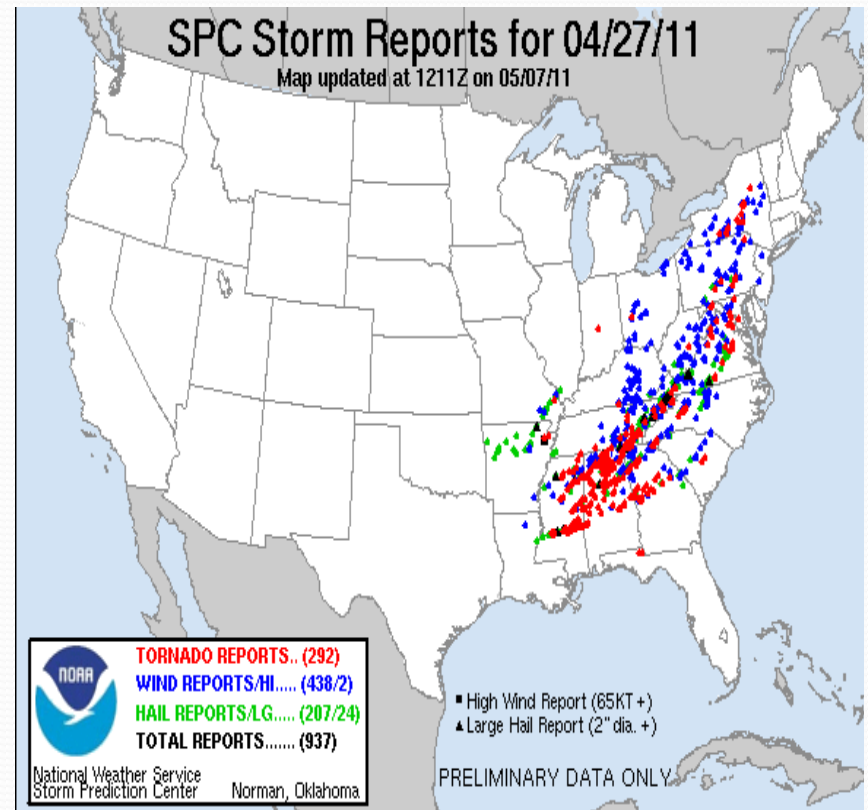 SPC Storm Reports for 04/27/11
Map updated at 1211Z on 05/07/11
NOAA
TORNADO REPORTS.. (292)
WIND REPORTS/HI..... (438/2)
HAIL REPORTS/LG..... (207/24)
TOTAL REPORTS....... (937)
National Weather Service
Storm Prediction Center Norman, Oklahoma
High Wind Report (65KT +)
Large Hail Report (2" dia. +)
PRELIMINARY DATA ONLY